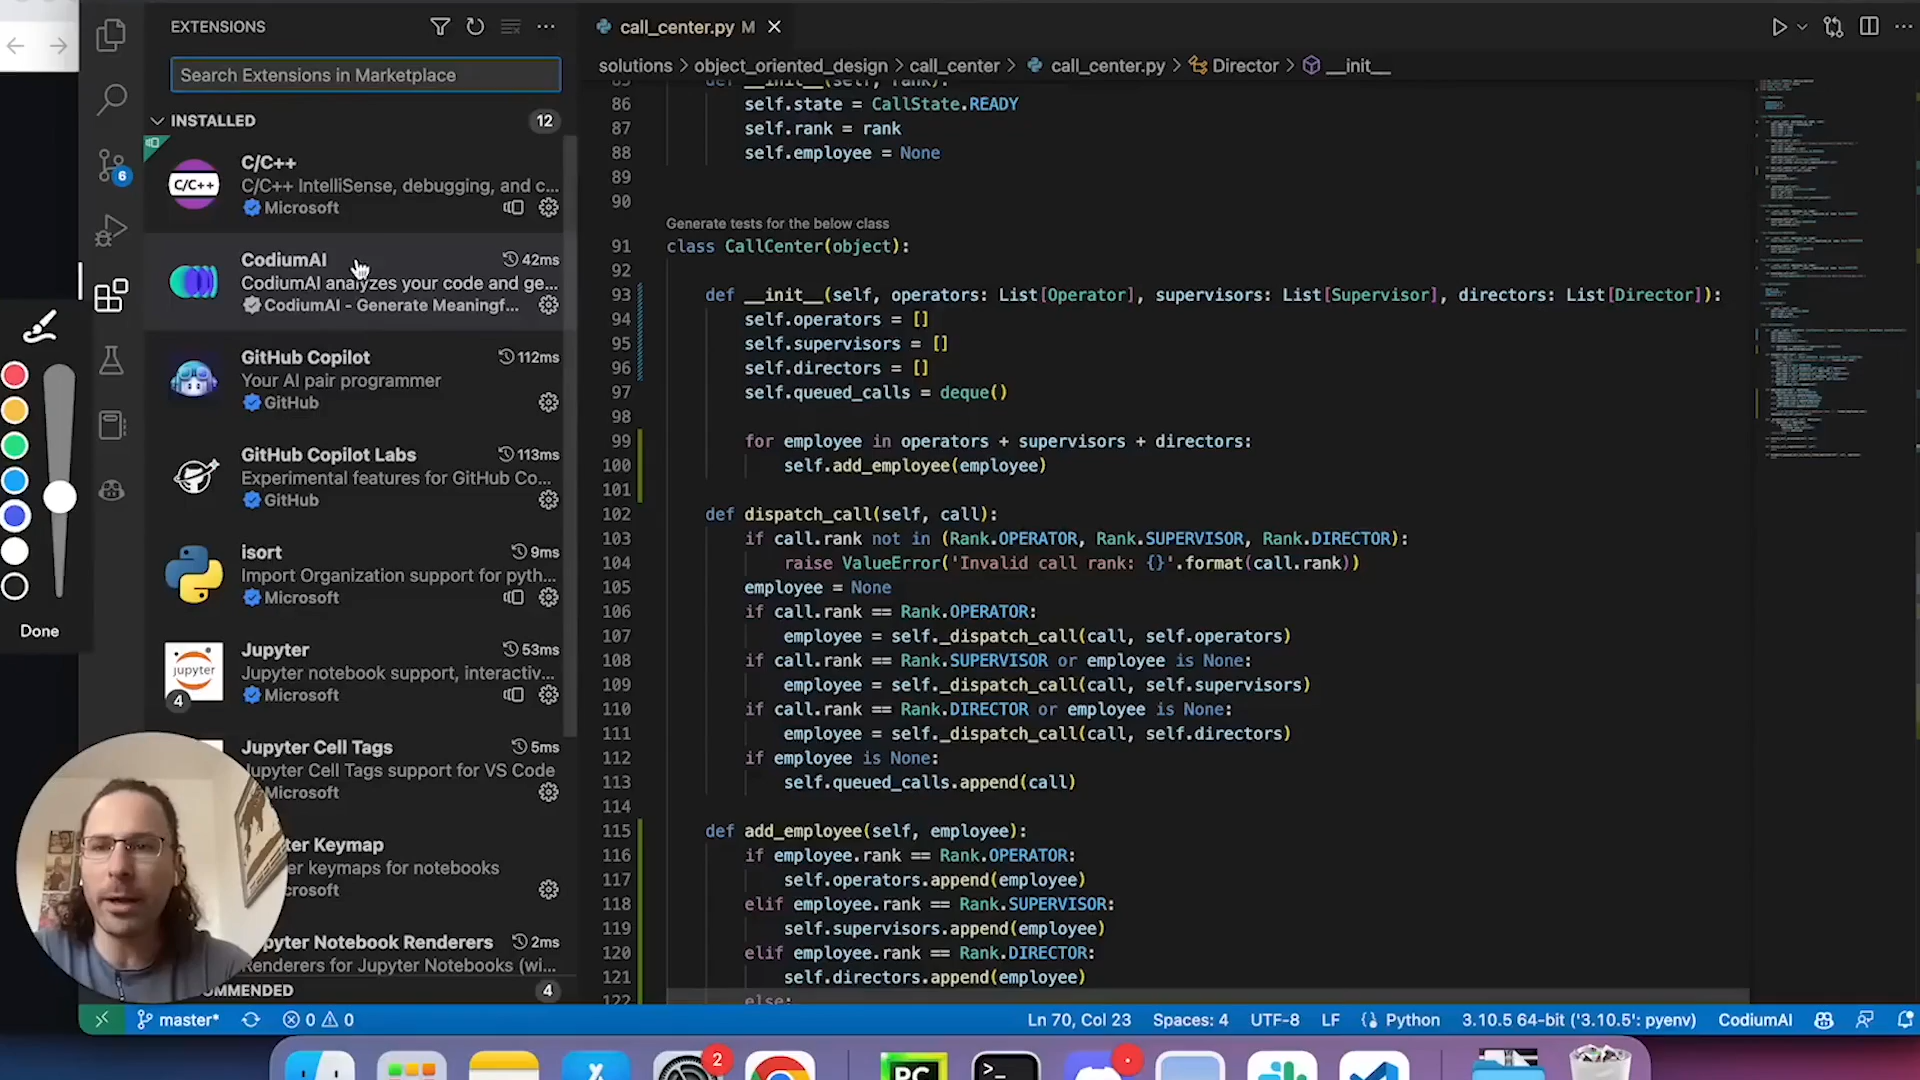 EXTENSIONS
Search Extensions in Marketplace
INSTALLED 12
C/C++
C/C++ IntelliSense, debugging, and c...
Microsoft
CodiumAI 42ms
CodiumAI analyzes your code and ge...
CodiumAI - Generate Meaningf...
GitHub Copilot 112ms
Your AI pair programmer
GitHub
GitHub Copilot Labs 113ms
Experimental features for GitHub Co...
GitHub
isort 9ms
Import Organization support for pyth...
Microsoft
Jupyter 53ms
Jupyter notebook support, interactiv...
Microsoft
jupyter
4
Jupyter Cell Tags 5ms
Jupyter Cell Tags support for VS Code
Microsoft
ter Keymap
er keymaps for notebooks
crosoft
pyter Notebook Renderers 2ms
Renderers for Jupyter Notebooks (wi...
OMMENDED 4
6
Done
call_center.py M
solutions > object_oriented_design > call_center > call_center.py > Director > __init__
def __init__(self, rank):
86 self.state = CallState.READY
87 self.rank = rank
88 self.employee = None
89
90
Generate tests for the below class
91 class CallCenter(object):
92
93 def __init__(self, operators: List[Operator], supervisors: List[Supervisor], directors: List[Director]):
94 self.operators = []
95 self.supervisors = []
96 self.directors = []
97 self.queued_calls = deque()
98
99 for employee in operators + supervisors + directors:
100 self.add_employee(employee)
101
102 def dispatch_call(self, call):
103 if call.rank not in (Rank.OPERATOR, Rank.SUPERVISOR, Rank.DIRECTOR):
104 raise ValueError('Invalid call rank: {}'.format(call.rank))
105 employee = None
106 if call.rank == Rank.OPERATOR:
107 employee = self._dispatch_call(call, self.operators)
108 if call.rank == Rank.SUPERVISOR or employee is None:
109 employee = self._dispatch_call(call, self.supervisors)
110 if call.rank == Rank.DIRECTOR or employee is None:
111 employee = self._dispatch_call(call, self.directors)
112 if employee is None:
113 self.queued_calls.append(call)
114
115 def add_employee(self, employee):
116 if employee.rank == Rank.OPERATOR:
117 self.operators.append(employee)
118 elif employee.rank == Rank.SUPERVISOR:
119 self.supervisors.append(employee)
120 elif employee.rank == Rank.DIRECTOR:
121 self.directors.append(employee)
122 else:
master* 0 0 Ln 70, Col 23 Spaces: 4 UTF-8 LF Python 3.10.5 64-bit ('3.10.5': pyenv) CodiumAI
2
PC